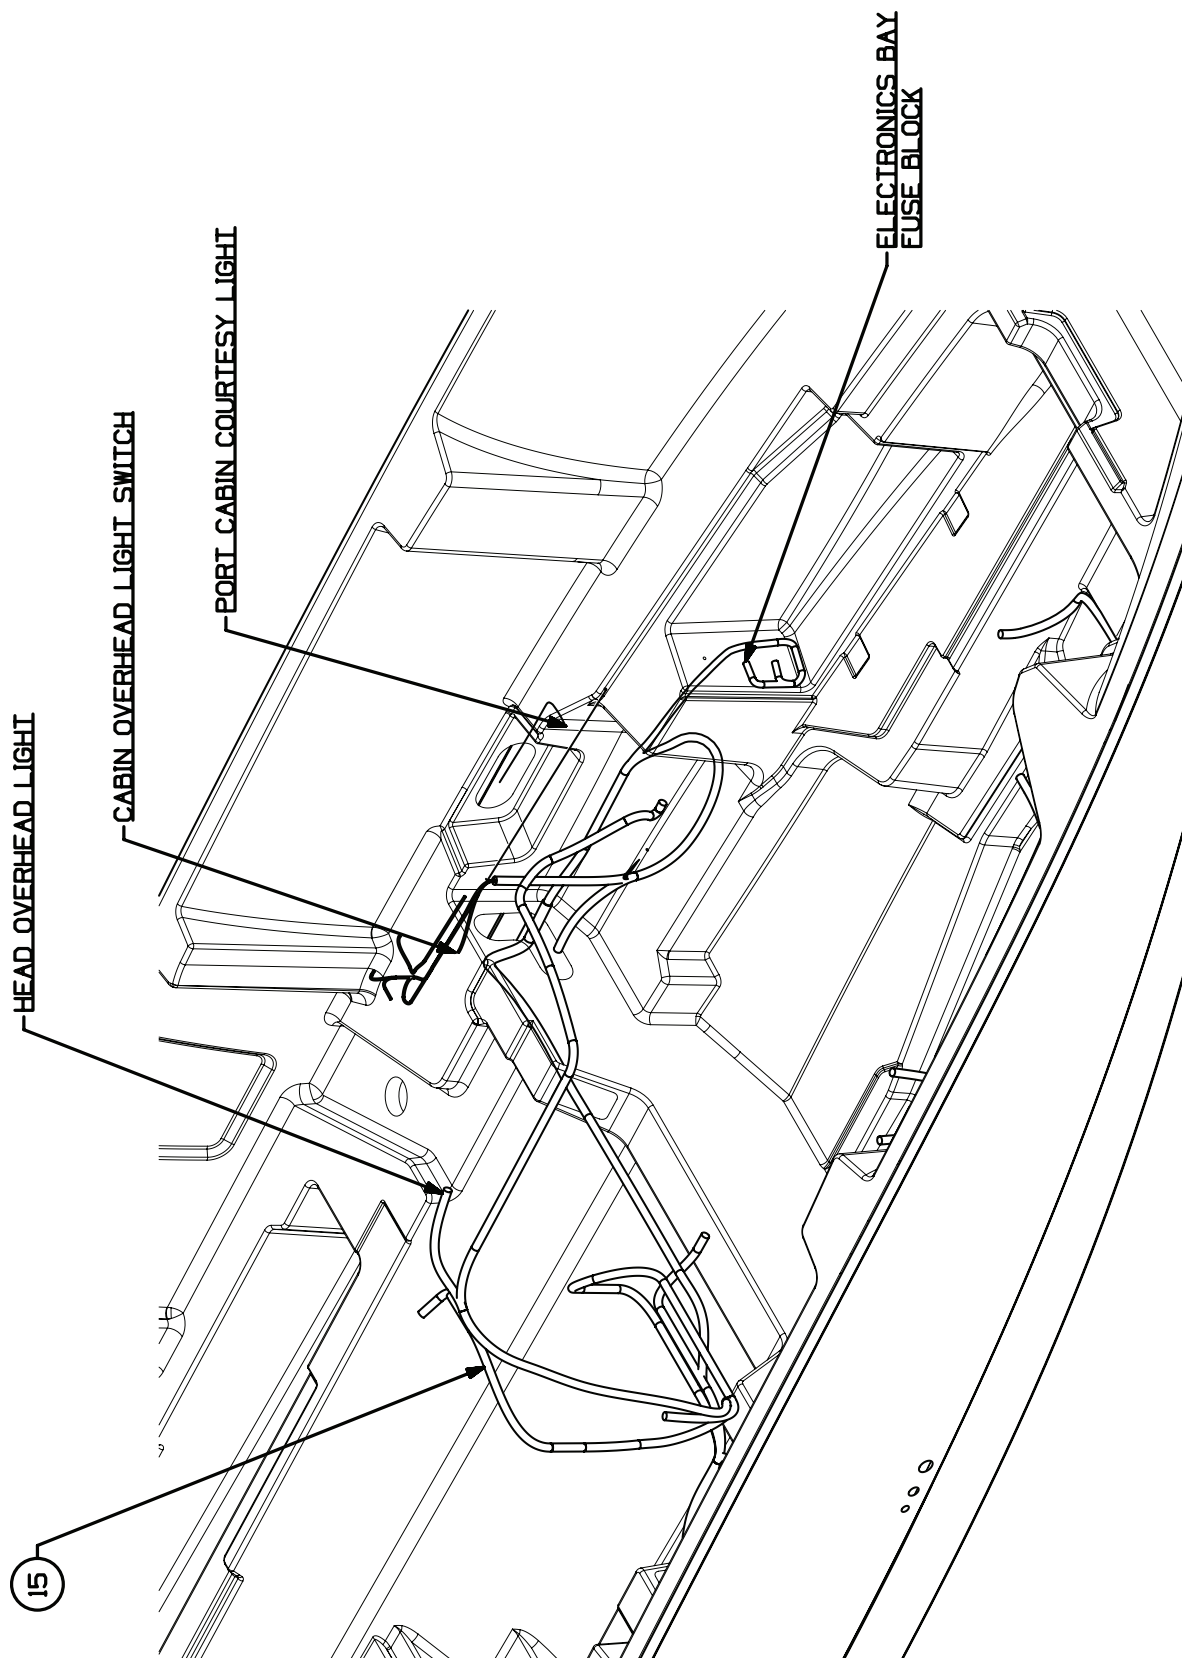 15
HEAD OVERHEAD LIGHT
CABIN OVERHEAD LIGHT SWITCH
PORT CABIN COURTESY LIGHT
ELECTRONICS BAY
FUSE BLOCK